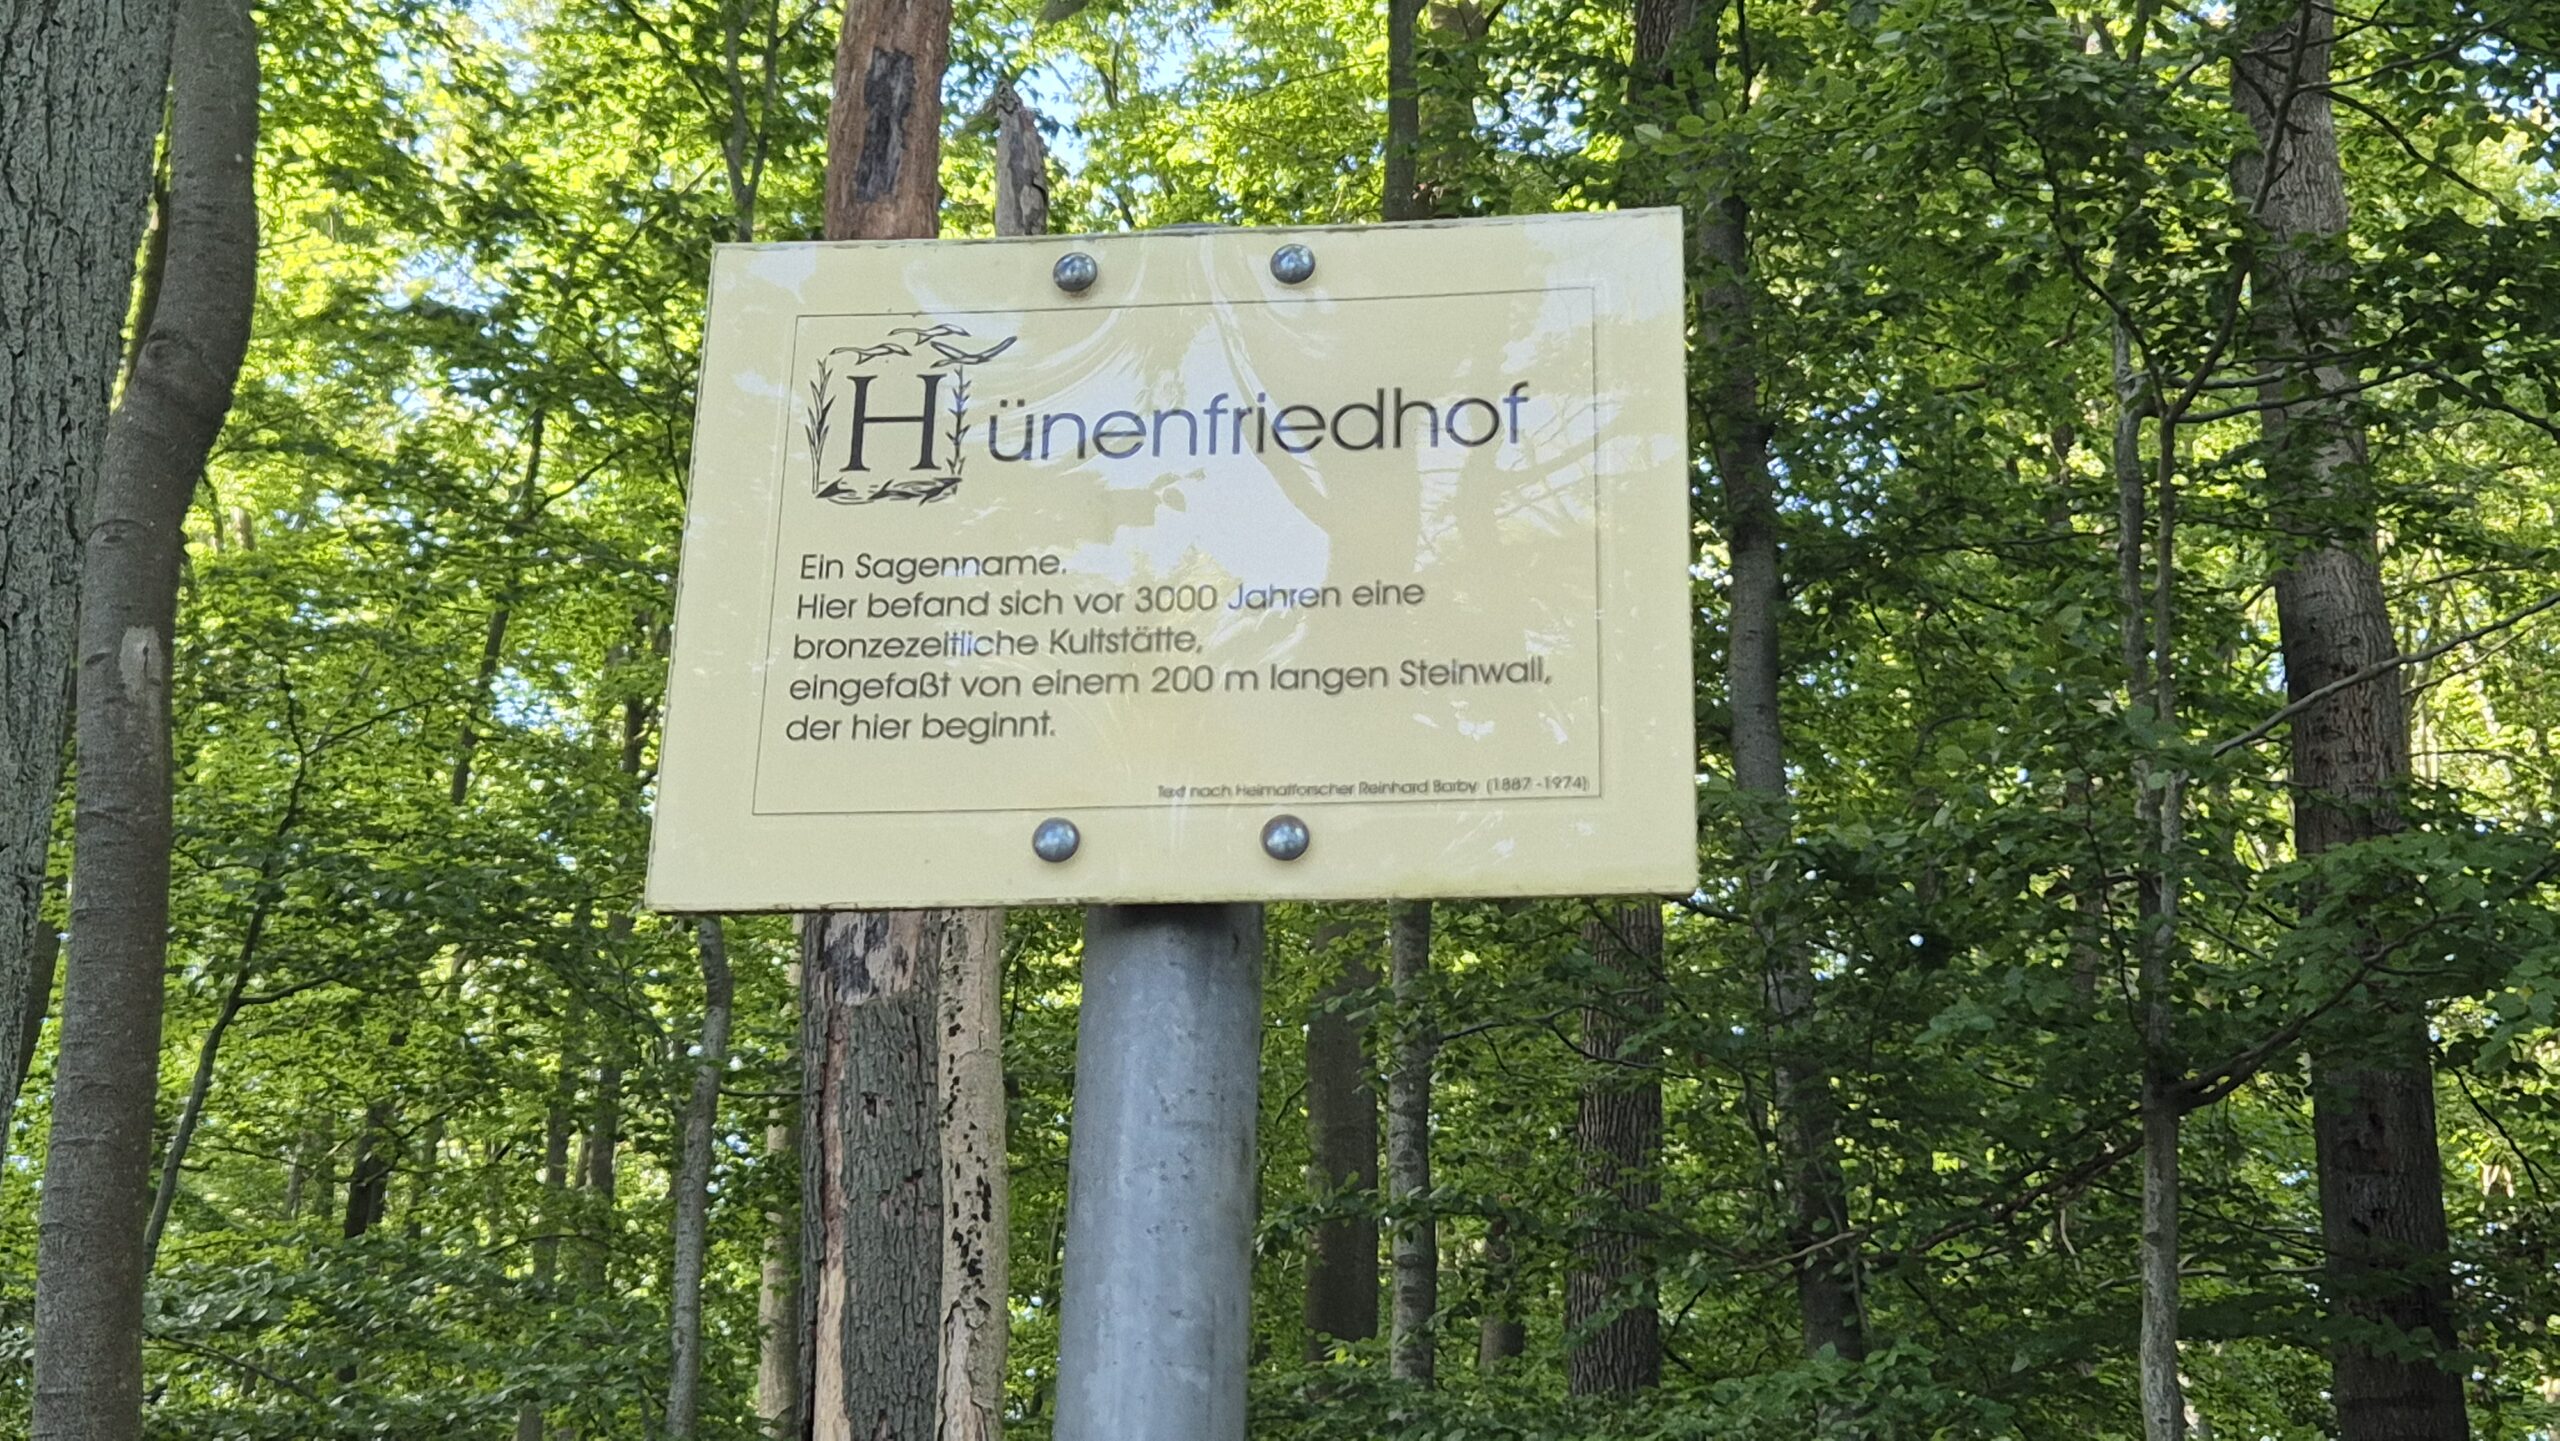 Hünenfriedhof
Ein Sagenname.
Hier befand sich vor 3000 Jahren eine
bronzezeitliche Kultstätte,
eingefaßt von einem 200 m langen Steinwall,
der hier beginnt.
Text nach Heimatforscher Reinhard Barby (1887 - 1974)